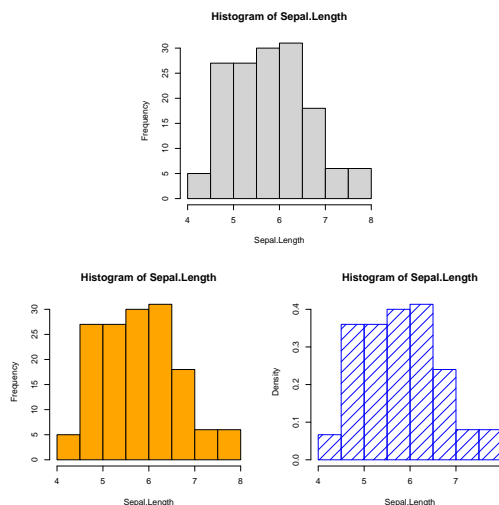 Histogram of Sepal.Length
Frequency
0 5 10 15 20 25 30
4 5 6 7 8
Sepal.Length
Histogram of Sepal.Length
Frequency
0 5 10 15 20 25 30
4 5 6 7 8
Sepal.Length
Histogram of Sepal.Length
Density
0.0 0.1 0.2 0.3 0.4
4 5 6 7
Sepal.Length